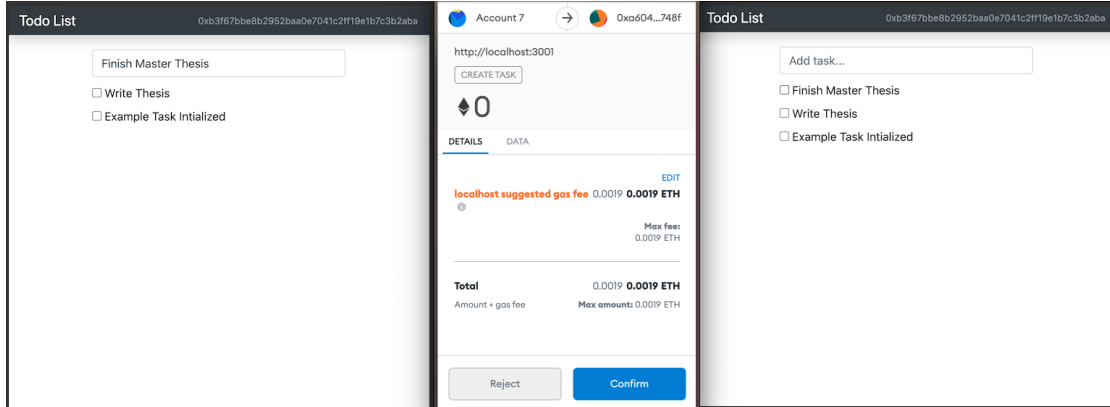 Todo List
0xb3f67bbe8b2952baa0e7041c2ff19e1b7c3b2aba
Finish Master Thesis
Write Thesis
Example Task Intialized
Account 7
0xa604...748f
http://localhost:3001
CREATE TASK
0
DETAILS
DATA
EDIT
localhost suggested gas fee 0.0019 0.0019 ETH
Max fee:
0.0019 ETH
Total 0.0019 0.0019 ETH
Amount + gas fee Max amount: 0.0019 ETH
Reject
Confirm
Todo List
0xb3f67bbe8b2952baa0e7041c2ff19e1b7c3b2aba
Add task...
Finish Master Thesis
Write Thesis
Example Task Intialized